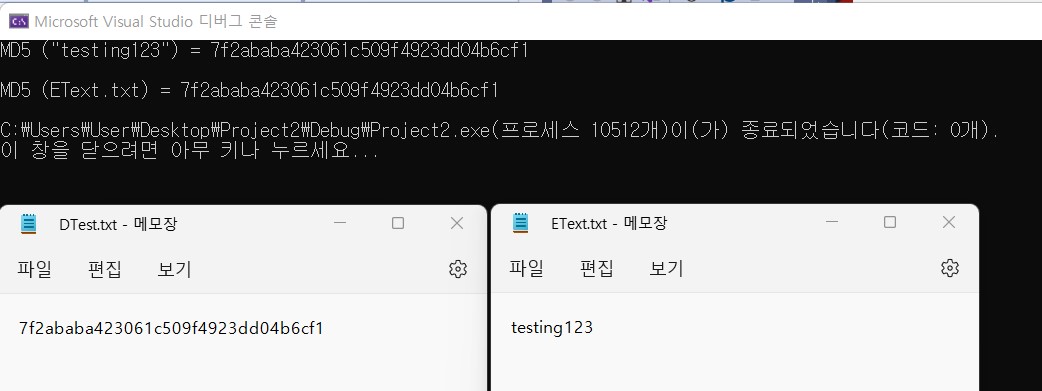 Microsoft Visual Studio 디버그 콘솔
MD5 ("testing123") = 7f2ababa423061c509f4923dd04b6cf1
MD5 (EText.txt) = 7f2ababa423061c509f4923dd04b6cf1
C:₩Users₩User₩Desktop₩Project2₩Debug₩Project2.exe(프로세스 10512개)이(가) 종료되었습니다(코드: 0개).
이 창을 닫으려면 아무 키나 누르세요...
DTest.txt - 메모장
파일 편집 보기
7f2ababa423061c509f4923dd04b6cf1
EText.txt - 메모장
파일 편집 보기
testing123